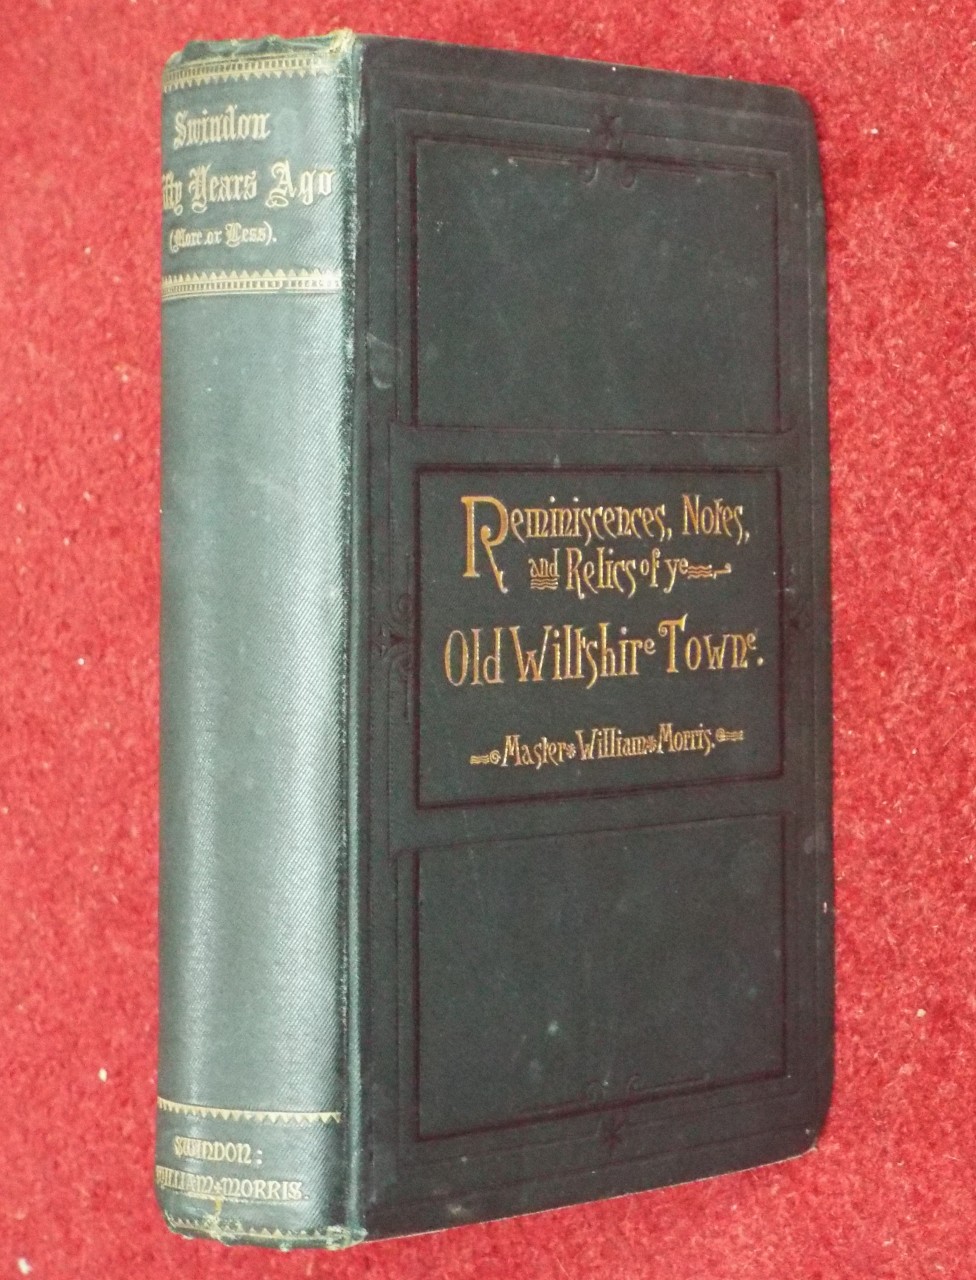 Swindon
ifty Years Ago
(More or Less).
SWINDON:
WILLIAM MORRIS.
Reminiscences, Notes,
and Relics of ye
Old Wiltshire Towne.
Master William Morris.